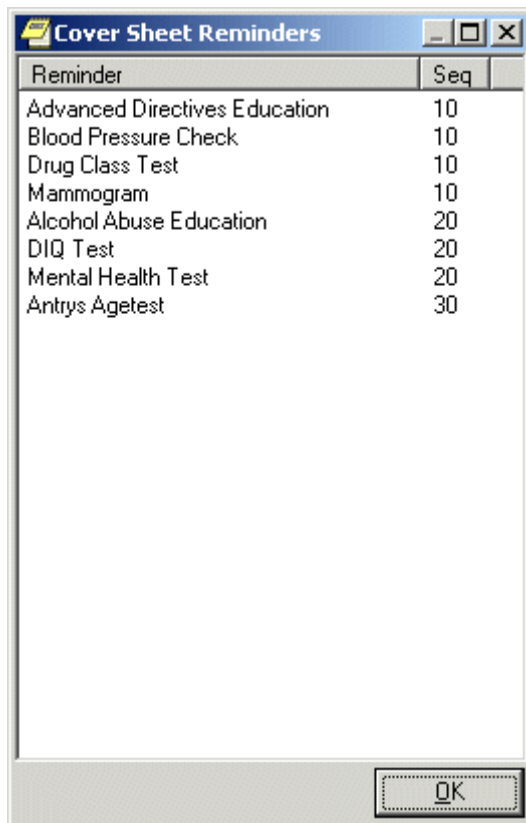 Cover Sheet Reminders
Reminder Seq
Advanced Directives Education 10
Blood Pressure Check 10
Drug Class Test 10
Mammogram 10
Alcohol Abuse Education 20
DIQ Test 20
Mental Health Test 20
Antrys Agetest 30
OK